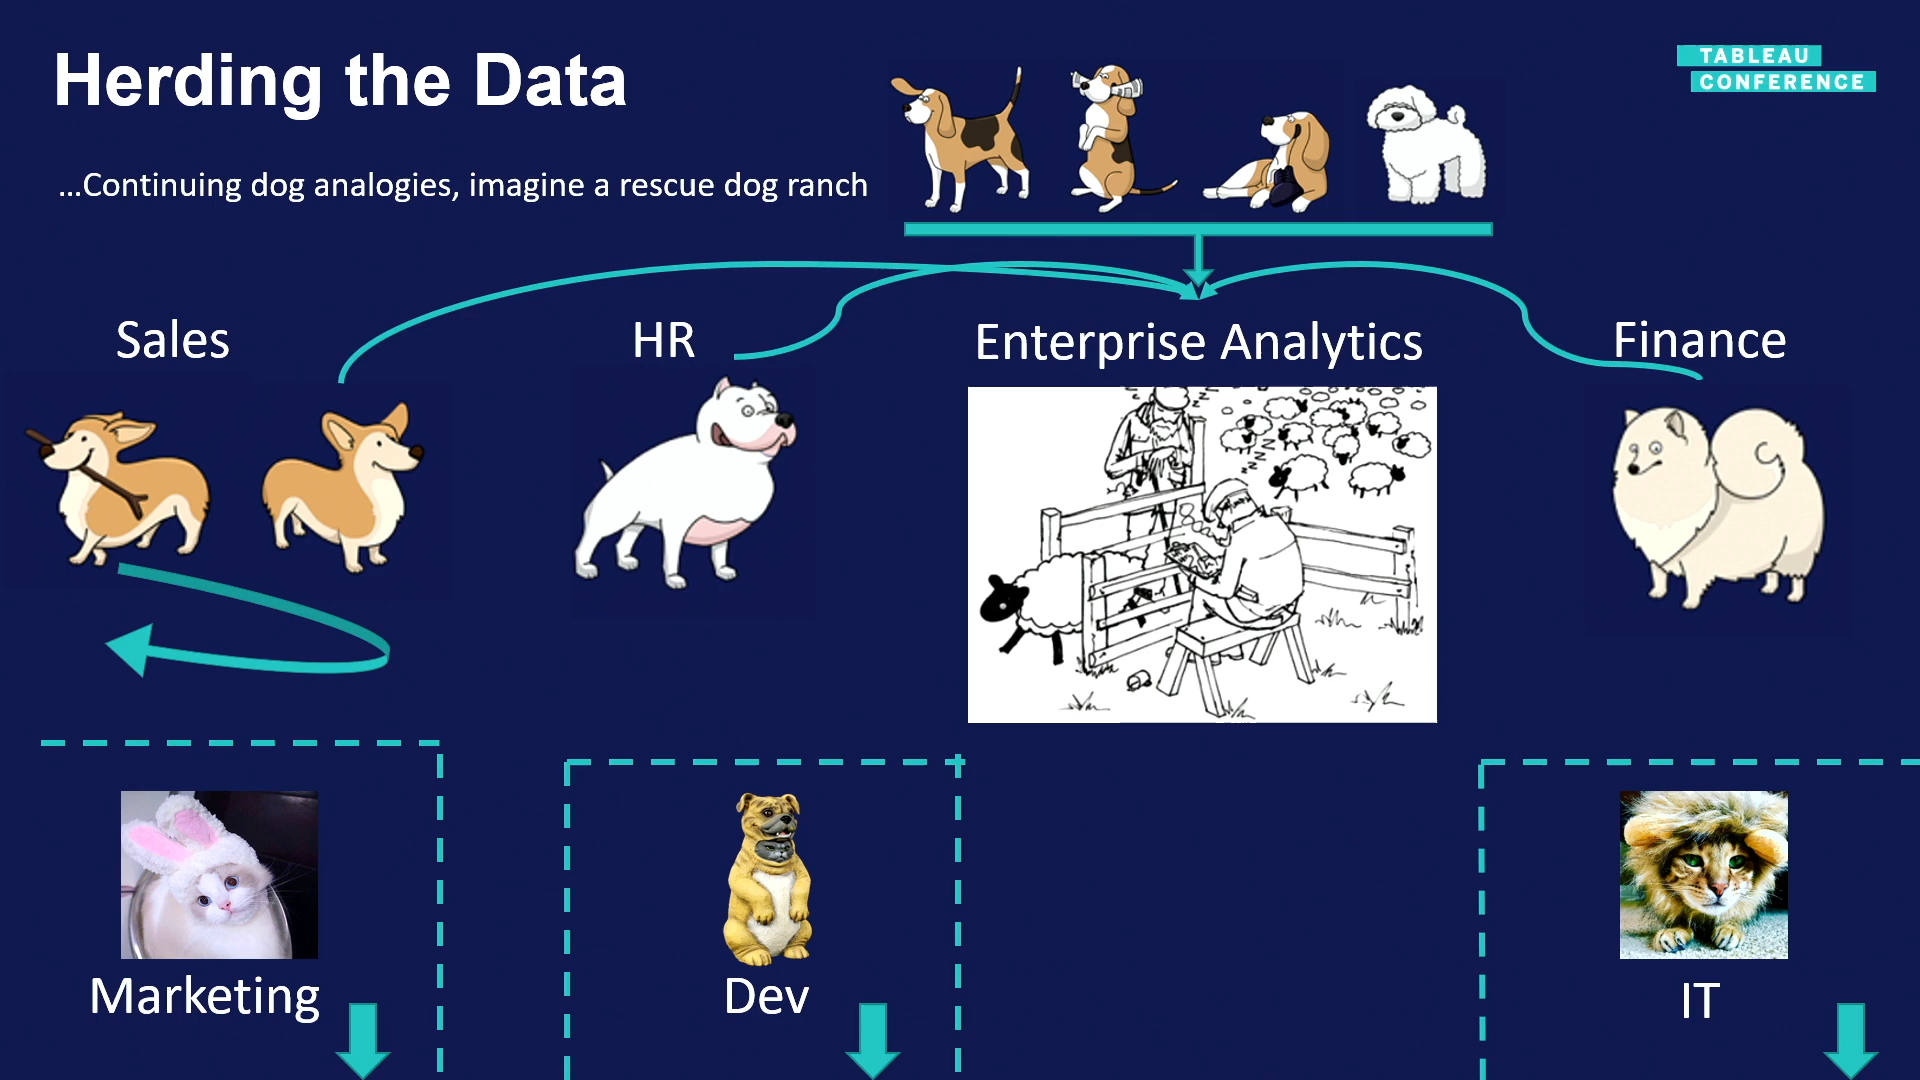 Herding the Data
TABLEAU
CONFERENCE
...Continuing dog analogies, imagine a rescue dog ranch
Sales
HR
Enterprise Analytics
Finance
z
z
z
z
z
z
z
Marketing
Dev
IT